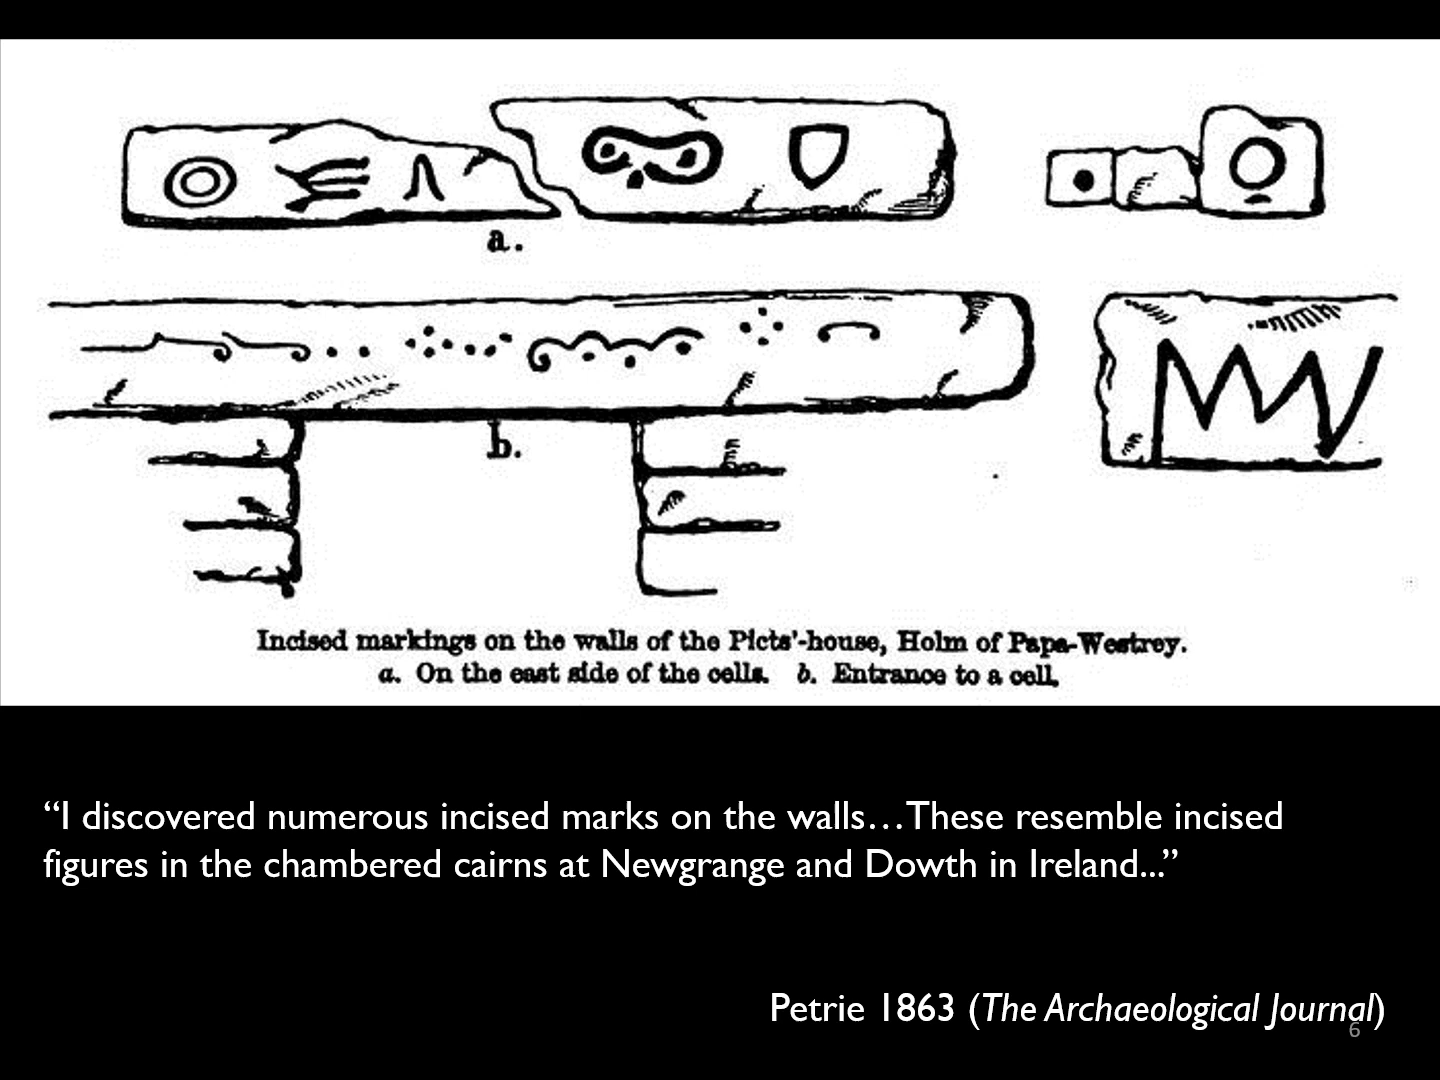 a.
b.
Incised markings on the walls of the Picts'-house, Holm of Papa-Westrey.
a. On the east side of the cells. b. Entrance to a cell.
“I discovered numerous incised marks on the walls…These resemble incised
figures in the chambered cairns at Newgrange and Dowth in Ireland...”
Petrie 1863 (The Archaeological Journal)
6